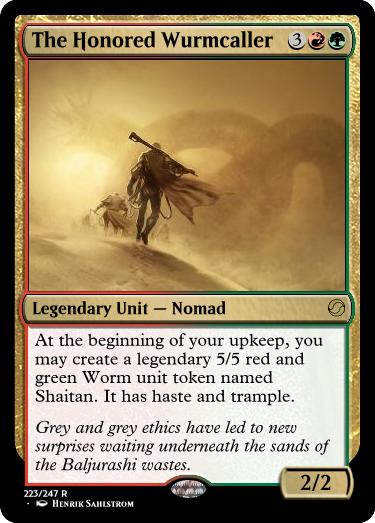 The Honored Wurmcaller 3
Legendary Unit — Nomad
At the beginning of your upkeep, you
may create a legendary 5/5 red and
green Worm unit token named
Shaitan. It has haste and trample.
Grey and grey ethics have led to new
surprises waiting underneath the sands of
the Baljurashi wastes.
2/2
223/247 R
· Henrik Sahlstrom